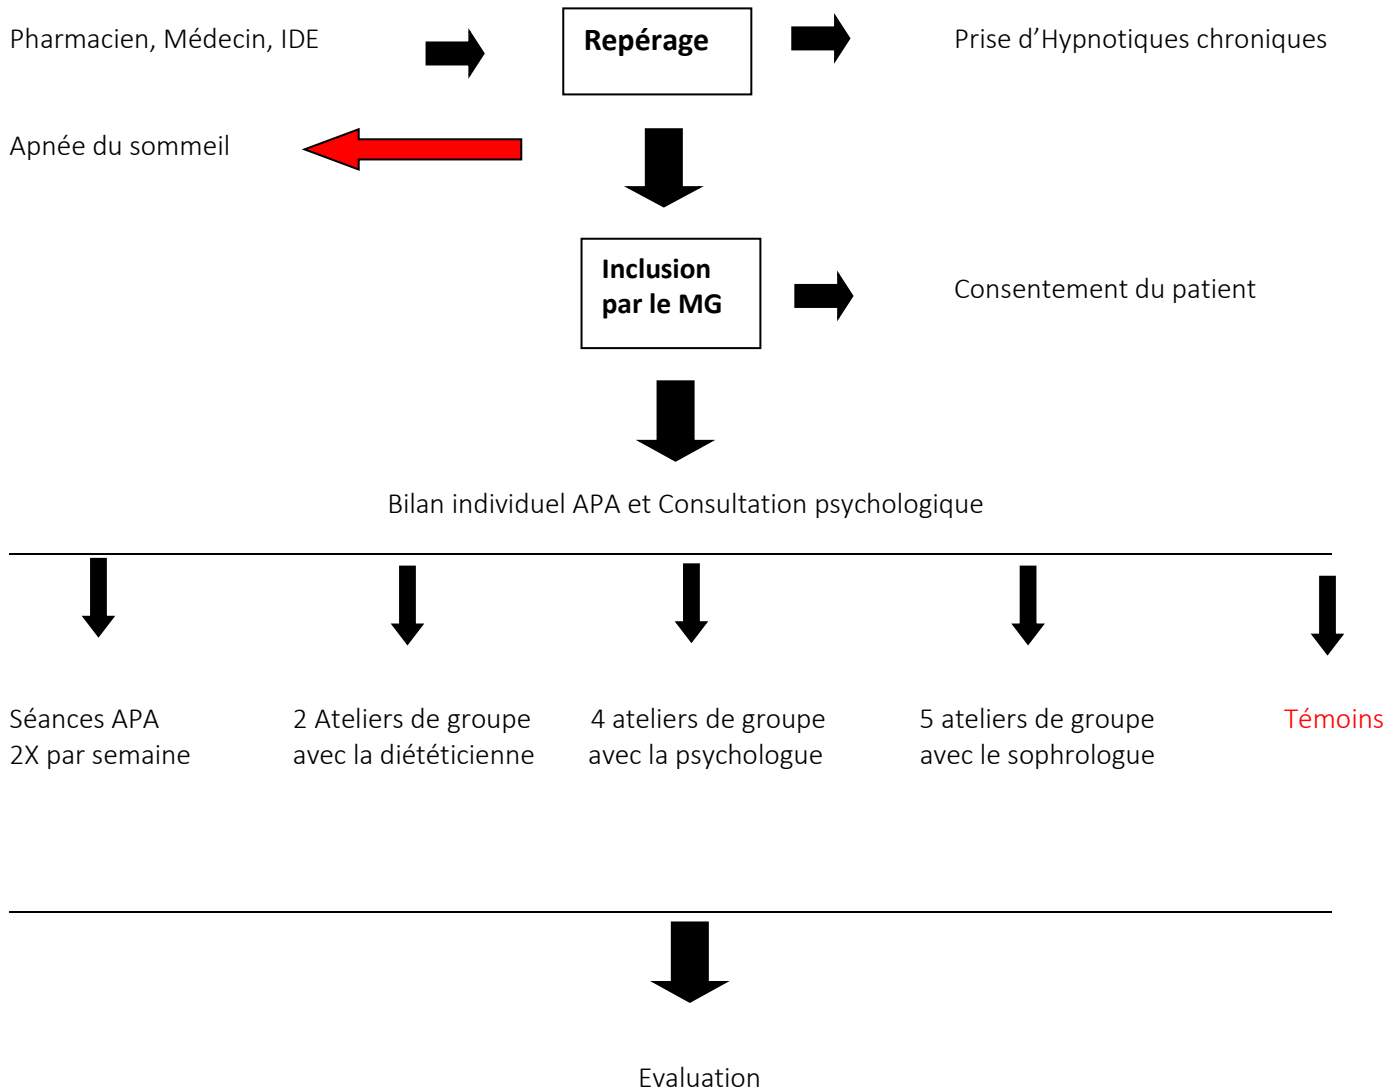 Pharmacien, Médecin, IDE
Repérage
Prise d’Hypnotiques chroniques
Apnée du sommeil
Inclusion
par le MG
Consentement du patient
Bilan individuel APA et Consultation psychologique
Séances APA
2X par semaine
2 Ateliers de groupe
avec la diététicienne
4 ateliers de groupe
avec la psychologue
5 ateliers de groupe
avec le sophrologue
Témoins
Evaluation